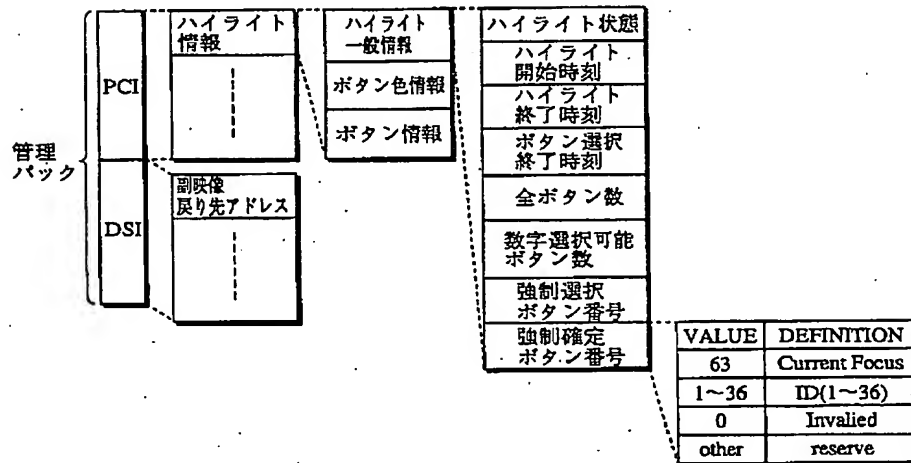 管理
パック
PCI
DSI
ハイライト
情報
副映像
戻り先アドレス
ハイライト
一般情報
ボタン色情報
ボタン情報
ハイライト状態
ハイライト
開始時刻
ハイライト
終了時刻
ボタン選択
終了時刻
全ボタン数
数字選択可能
ボタン数
強制選択
ボタン番号
強制確定
ボタン番号
VALUE DEFINITION
63 Current Focus
1～36 ID(1～36)
0 Invalied
other reserve